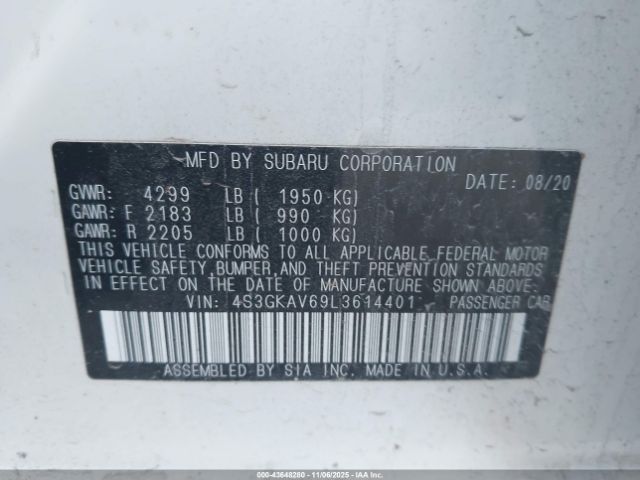 MFD BY SUBARU CORPORATION
DATE: 08/20
GVWR: 4299 LB ( 1950 KG)
GAWR: F 2183 LB ( 990 KG)
GAWR: R 2205 LB ( 1000 KG)
THIS VEHICLE CONFORMS TO ALL APPLICABLE FEDERAL MOTOR
VEHICLE SAFETY, BUMPER, AND THEFT PREVENTION STANDARDS
IN EFFECT ON THE DATE OF MANUFACTURE SHOWN ABOVE.
VIN: 4S3GKAV69L3614401 PASSENGER CAR
ASSEMBLED BY SIA INC. MADE IN U.S.A.
000-43648260 - 11/06/2025 - IAAI.COM